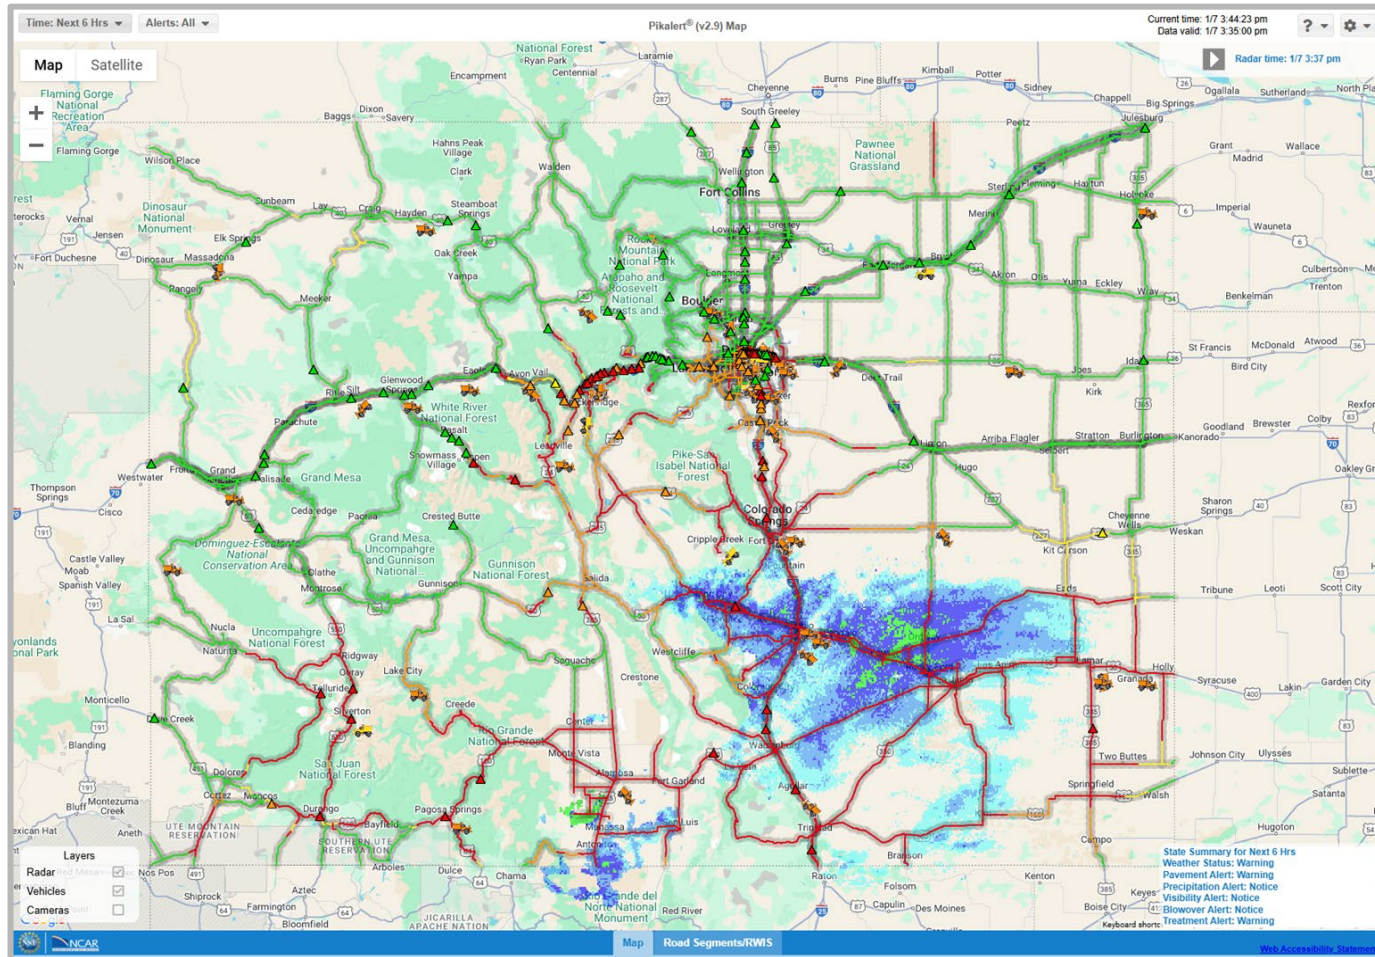 Time: Next 6 Hrs
Alerts: All
Pikalert® (v2.9) Map
Current time: 1/7 3:44:23 pm
Data valid: 1/7 3:35:00 pm
?
Map
Satellite
Radar time: 1/7 3:37 pm
+
−
National Forest
Ryan Park
Centennial
Laramie
Encampment
Cheyenne
Burns
Pine Bluffs
Kimball
Potter
Sidney
Chappell
Big Springs
Ogallala
Sutherland
North Pla
Flaming Gorge
National
Recreation
Area
Flaming Gorge
Dixon
Baggs
Savery
South Greeley
Peetz
Julesburg
Wilson Place
Hahns Peak
Village
Clark
Walden
Wellington
Pawnee
National
Grassland
Grant
Madrid
Wallace
Fort Collins
Sterling
Fleming
Haxtun
Holyoke
Dinosaur
National
Monument
Sunbeam
Lay
Craig
Hayden
Steamboat
Springs
Imperial
Wauneta
Vernal
Jensen
Fort Duchesne
Elk Springs
Massadona
Dinosaur
Oak Creek
Yampa
Rocky
Mountain
National Park
Loveland
Greeley
Merino
Culbertson
Trenton
Rangely
Meeker
Arapaho and
Roosevelt
National
Forests and...
Longmont
Boulder
Akron
Otis
Yuma
Eckley
Wray
Benkelman
St Francis
McDonald
Atwood
Bird City
Idalia
Joes
Kirk
Deer Trail
Rifle
Silt
Glenwood
Springs
Eagle
Avon
Vail
Parachute
White River
National Forest
Basalt
Snowmass
Village
Aspen
Leadville
Castle Rock
Pike-San
Isabel National
Forest
Limon
Hugo
Arriba
Flagler
Seibert
Stratton
Burlington
Kanorado
Goodland
Brewster
Colby
Rexfor
Oakley
Fruita
Grand
Palisade
Grand Mesa
Westwater
Thompson
Springs
Cisco
Cedaredge
Paonia
Crested Butte
Colorado
Springs
Cripple Creek
Cheyenne
Wells
Weskan
Sharon
Springs
Kit Carson
Castle Valley
Moab
Spanish Valley
Dominguez-Escalante
National
Conservation Area
Olathe
Montrose
Grand Mesa,
Uncompahgre
and Gunnison
National...
Gunnison
Gunnison
National Forest
Salida
Fountain
Eads
Tribune
Leoti
Scott City
La Sal
Nucla
Naturita
Uncompahgre
National Forest
Ridgway
Ouray
Telluride
Silverton
Lake City
Creede
Saguache
Crestone
Westcliffe
Lamar
Granada
Holly
Syracuse
Lakin
Garden City
Monticello
Blanding
San Juan
National Forest
Rio Grande
National Forest
Center
Monte Vista
Alamosa
Fort Garland
Walsenburg
Aguilar
Two Buttes
Johnson City
Ulysses
Sublette
Springfield
Walsh
Satanta
Dolores
Cortez
Mancos
Durango
Bayfield
Pagosa Springs
Manassa
Antonito
San Luis
Trinidad
Branson
Campo
Hugoton
Bluff
Montezuma
Creek
Mexican Hat
Aneth
UTE MOUNTAIN
RESERVATION
SOUTHERN UTE
RESERVATION
Arboles
Dulce
Chama
Raton
Folsom
Kenton
Capulin
Des Moines
Boise City
Keyes
Shiprock
Aztec
Farmington
Bloomfield
JICARILLA
APACHE NATION
Rio Grande del
Norte National
Monument
Red River
Layers
Radar
Vehicles
Cameras
State Summary for Next 6 Hrs
Weather Status: Warning
Pavement Alert: Warning
Precipitation Alert: Notice
Visibility Alert: Notice
Blowover Alert: Notice
Treatment Alert: Warning
Keyboard shortc
NCAR
Map
Road Segments/RWIS
Web Accessibility Statemen